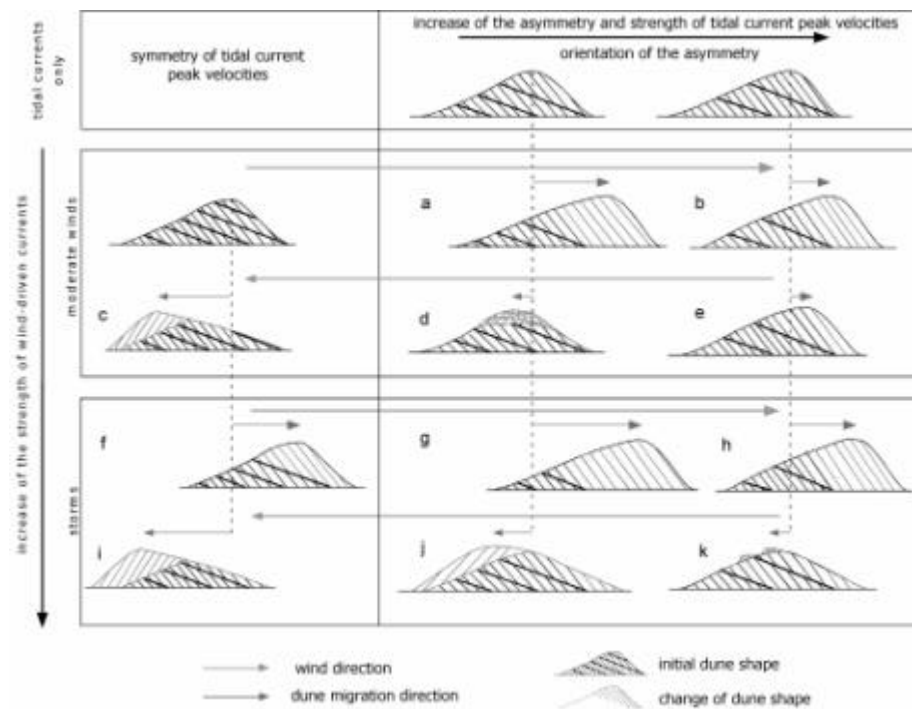 increase of the asymmetry and strength of tidal current peak velocities
orientation of the asymmetry
symmetry of tidal current
peak velocities
tidal currents
only
increase of the strength of wind-driven currents
moderate winds
a
b
c
d
e
storms
f
g
h
i
j
k
wind direction
dune migration direction
initial dune shape
change of dune shape